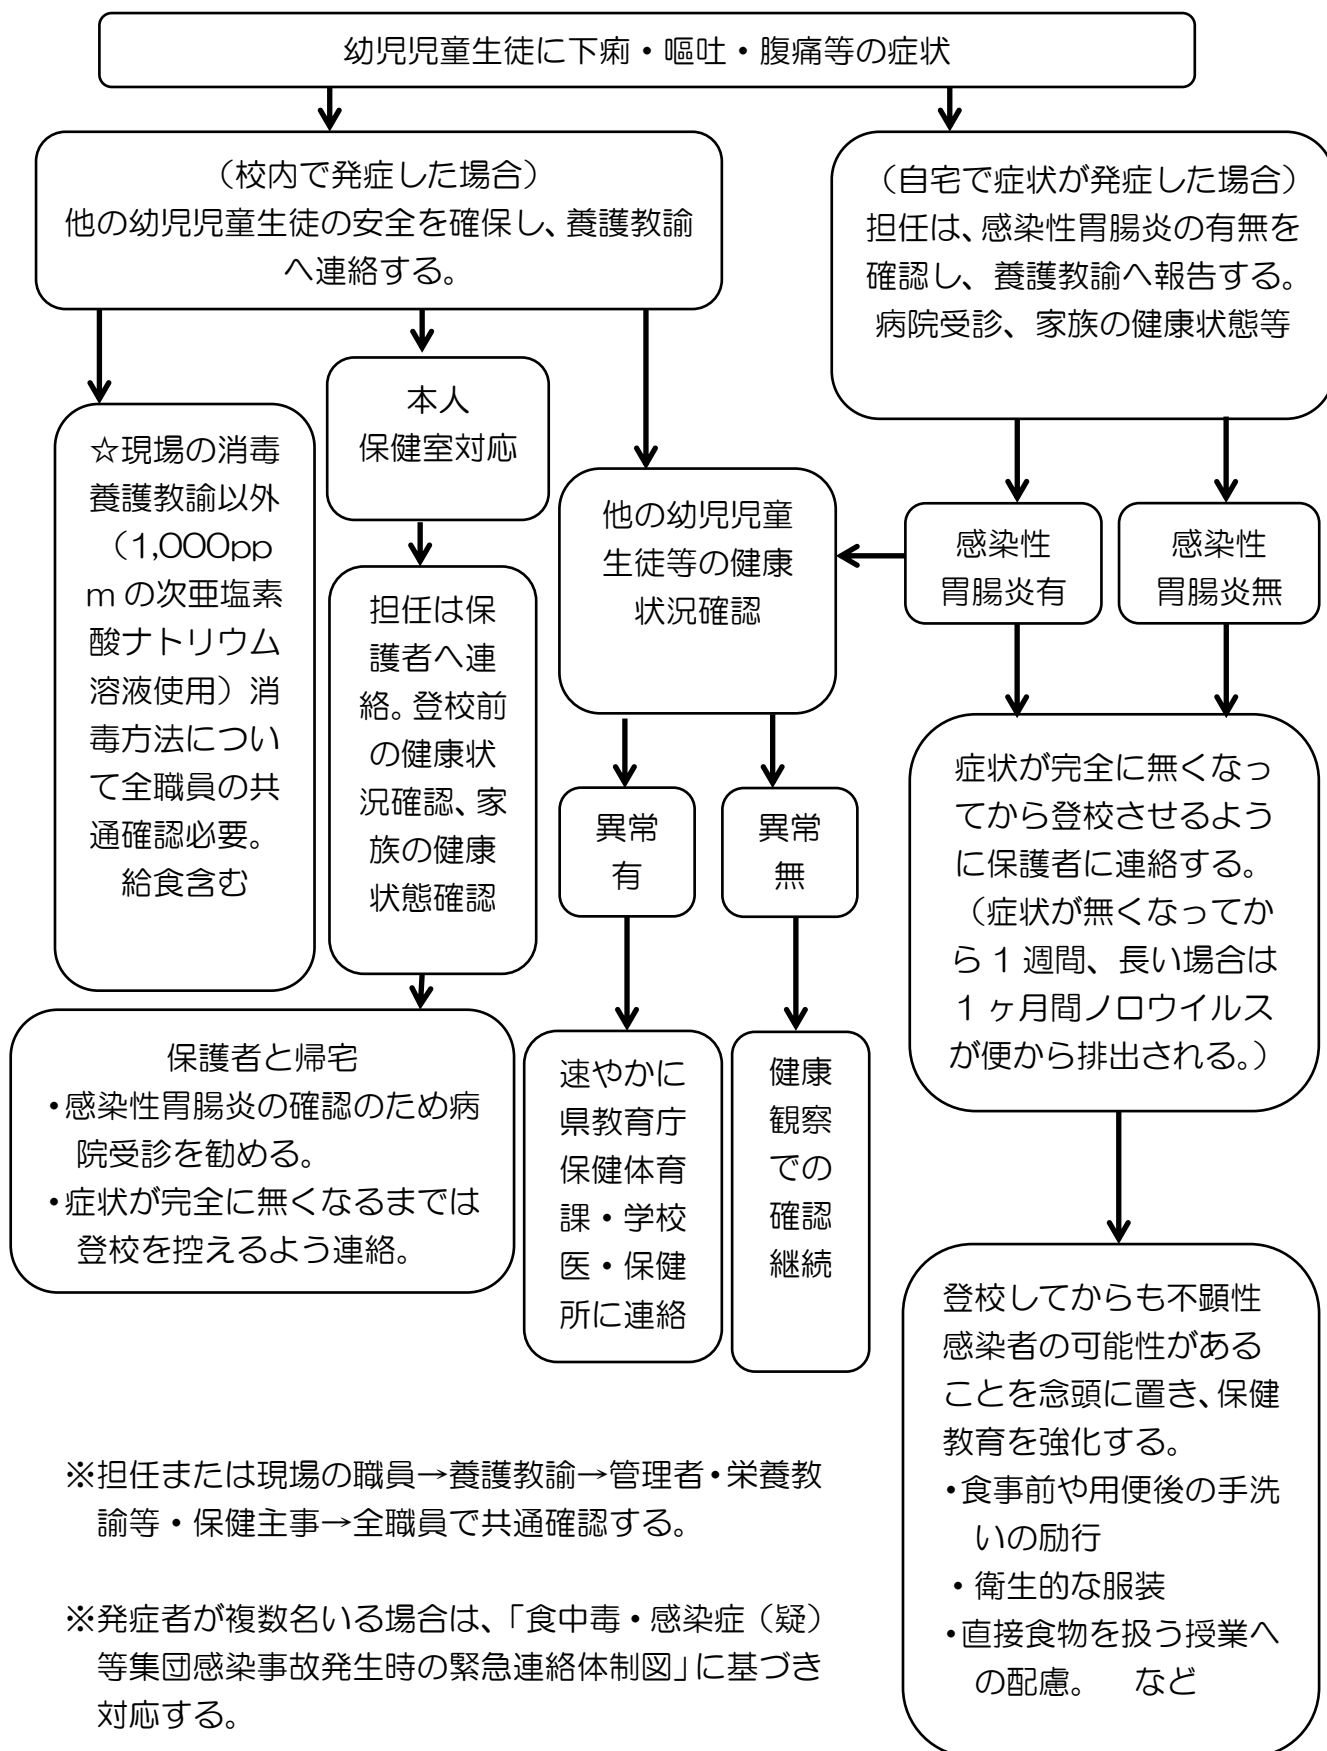 幼児児童生徒に下痢・嘔吐・腹痛等の症状
（校内で発症した場合）
他の幼児児童生徒の安全を確保し、養護教諭
へ連絡する。
（自宅で症状が発症した場合）
担任は、感染性胃腸炎の有無を
確認し、養護教諭へ報告する。
病院受診、家族の健康状態等
☆現場の消毒
養護教諭以外
（1,000pp
m の次亜塩素
酸ナトリウム
溶液使用）消
毒方法につい
て全職員の共
通確認必要。
給食含む
本人
保健室対応
担任は保
護者へ連
絡。登校前
の健康状
況確認、家
族の健康
状態確認
他の幼児児童
生徒等の健康
状況確認
感染性
胃腸炎有
感染性
胃腸炎無
異常
有
異常
無
症状が完全に無くなっ
てから登校させるよう
に保護者に連絡する。
（症状が無くなってか
ら 1 週間、長い場合は
1 ヶ月間ノロウイルス
が便から排出される。）
保護者と帰宅
・感染性胃腸炎の確認のため病
院受診を勧める。
・症状が完全に無くなるまでは
登校を控えるよう連絡。
速やかに
県教育庁
保健体育
課・学校
医・保健
所に連絡
健康
観察
での
確認
継続
登校してからも不顕性
感染者の可能性がある
ことを念頭に置き、保健
教育を強化する。
・食事前や用便後の手洗
いの励行
・衛生的な服装
・直接食物を扱う授業へ
の配慮。　など
※担任または現場の職員→養護教諭→管理者・栄養教
諭等・保健主事→全職員で共通確認する。
※発症者が複数名いる場合は、「食中毒・感染症（疑）
等集団感染事故発生時の緊急連絡体制図」に基づき
対応する。